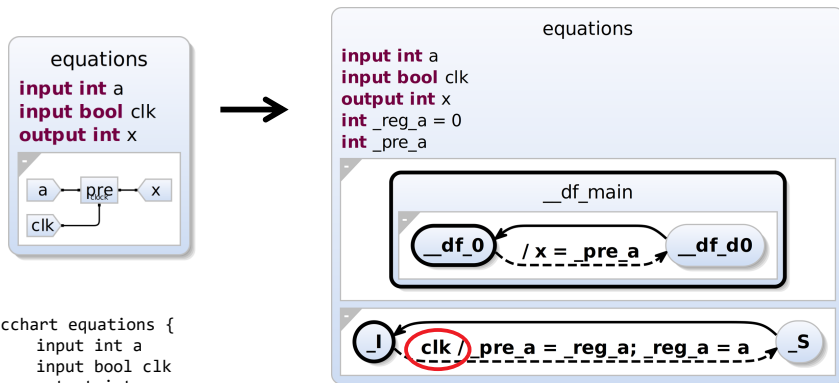 equations
input int a
input bool clk
output int x
-
a
pre
clock
x
clk
cchart equations {
input int a
input bool clk
equations
input int a
input bool clk
output int x
int _reg_a = 0
int _pre_a
-
__df_main
-
__df_0
/ x = _pre_a
__df_d0
-
_I
clk / _pre_a = _reg_a; _reg_a = a
_S